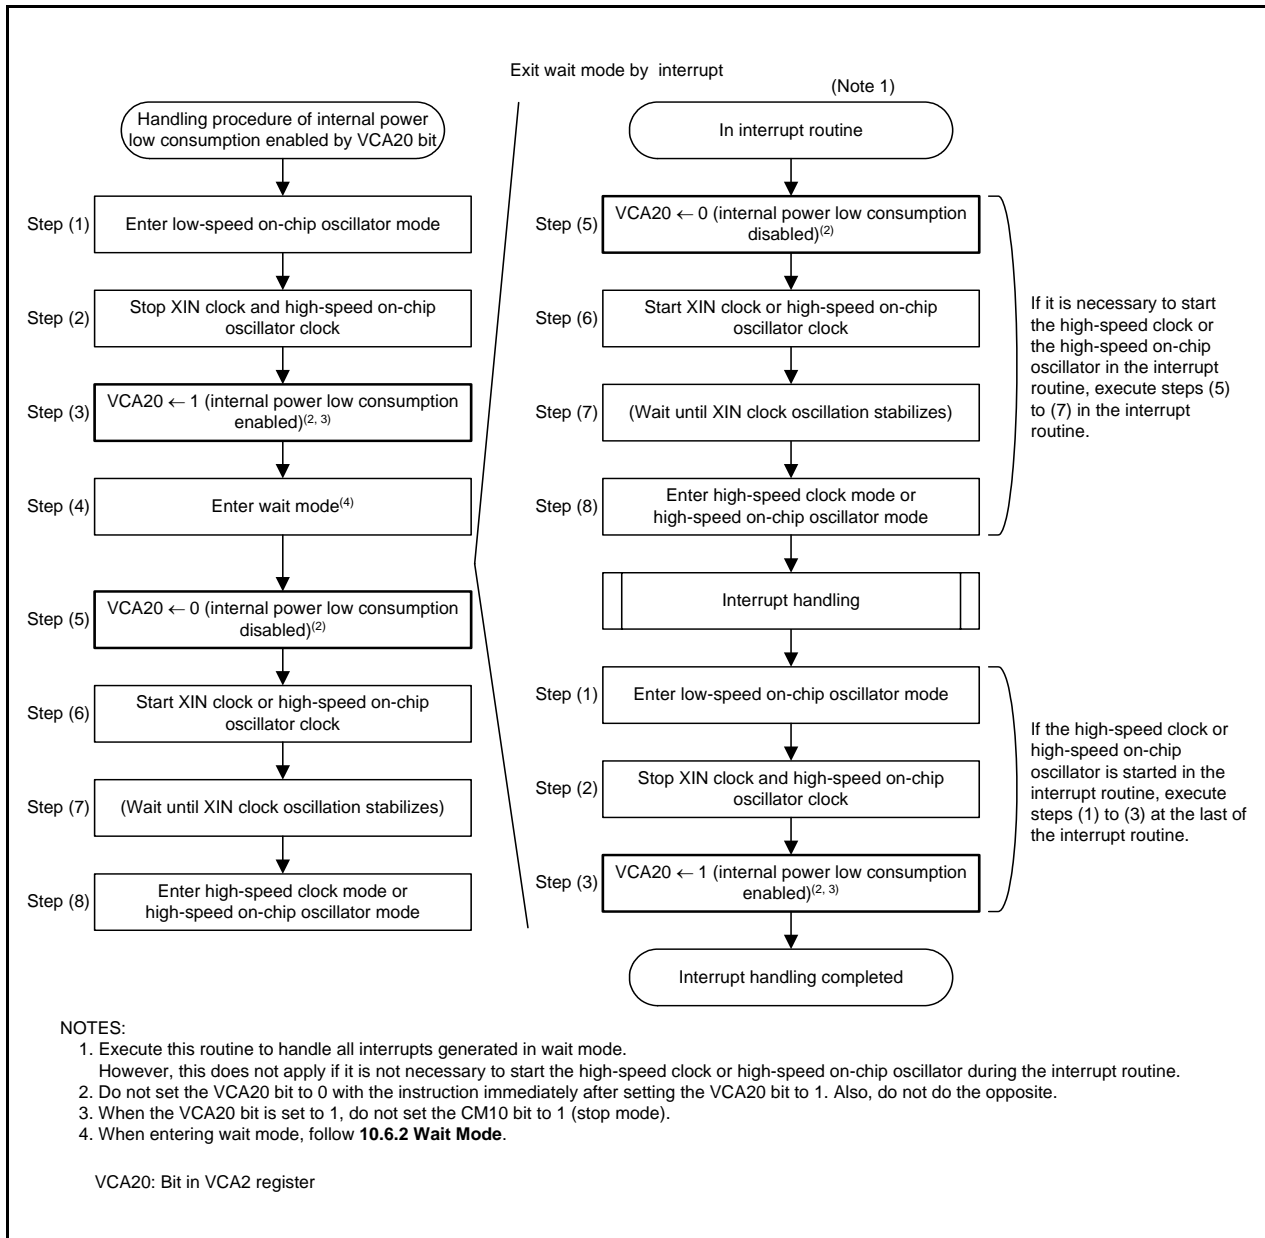 Exit wait mode by interrupt
Handling procedure of internal power
low consumption enabled by VCA20 bit
Step (1)
Enter low-speed on-chip oscillator mode
Step (2)
Stop XIN clock and high-speed on-chip
oscillator clock
Step (3)
VCA20 ← 1 (internal power low consumption
enabled)(2, 3)
Step (4)
Enter wait mode(4)
Step (5)
VCA20 ← 0 (internal power low consumption
disabled)(2)
Step (6)
Start XIN clock or high-speed on-chip
oscillator clock
Step (7)
(Wait until XIN clock oscillation stabilizes)
Step (8)
Enter high-speed clock mode or
high-speed on-chip oscillator mode
(Note 1)
In interrupt routine
Step (5)
VCA20 ← 0 (internal power low consumption
disabled)(2)
Step (6)
Start XIN clock or high-speed on-chip
oscillator clock
Step (7)
(Wait until XIN clock oscillation stabilizes)
Step (8)
Enter high-speed clock mode or
high-speed on-chip oscillator mode
If it is necessary to start
the high-speed clock or
the high-speed on-chip
oscillator in the interrupt
routine, execute steps (5)
to (7) in the interrupt
routine.
Interrupt handling
Step (1)
Enter low-speed on-chip oscillator mode
Step (2)
Stop XIN clock and high-speed on-chip
oscillator clock
Step (3)
VCA20 ← 1 (internal power low consumption
enabled)(2, 3)
If the high-speed clock or
high-speed on-chip
oscillator is started in the
interrupt routine, execute
steps (1) to (3) at the last of
the interrupt routine.
Interrupt handling completed
NOTES:
1. Execute this routine to handle all interrupts generated in wait mode.
However, this does not apply if it is not necessary to start the high-speed clock or high-speed on-chip oscillator during the interrupt routine.
2. Do not set the VCA20 bit to 0 with the instruction immediately after setting the VCA20 bit to 1. Also, do not do the opposite.
3. When the VCA20 bit is set to 1, do not set the CM10 bit to 1 (stop mode).
4. When entering wait mode, follow 10.6.2 Wait Mode.
VCA20: Bit in VCA2 register